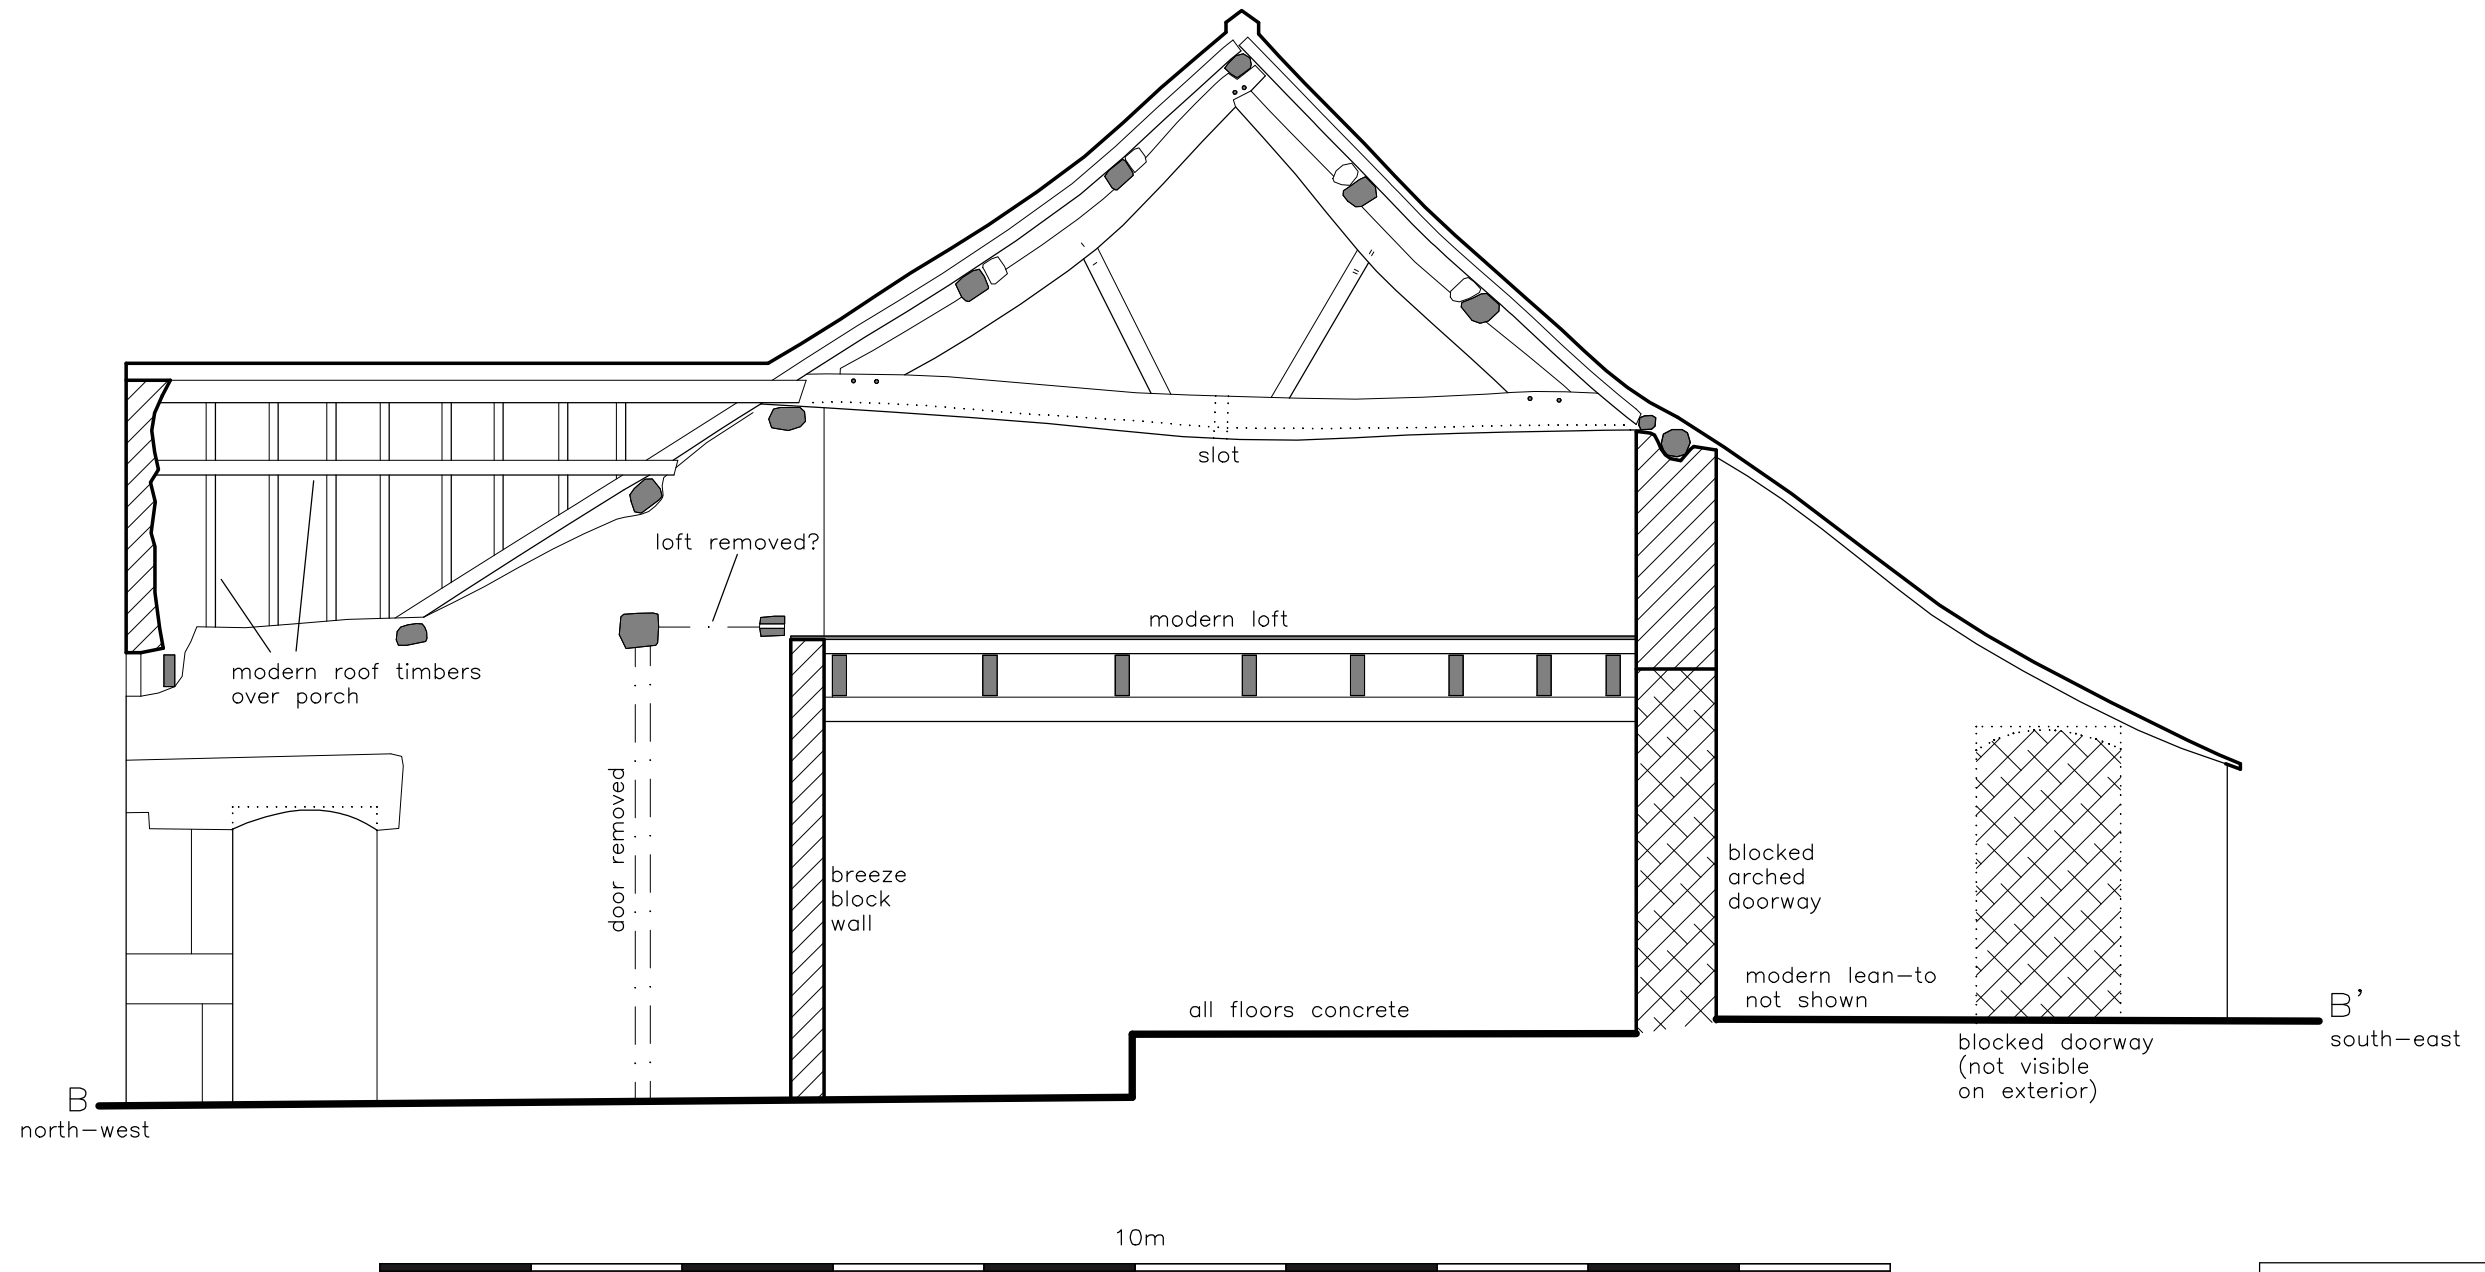 slot
loft removed?
modern loft
modern roof timbers
over porch
door removed
breeze
block
wall
blocked
arched
doorway
modern lean-to
not shown
all floors concrete
B
north-west
B'
south-east
blocked doorway
(not visible
on exterior)
10m